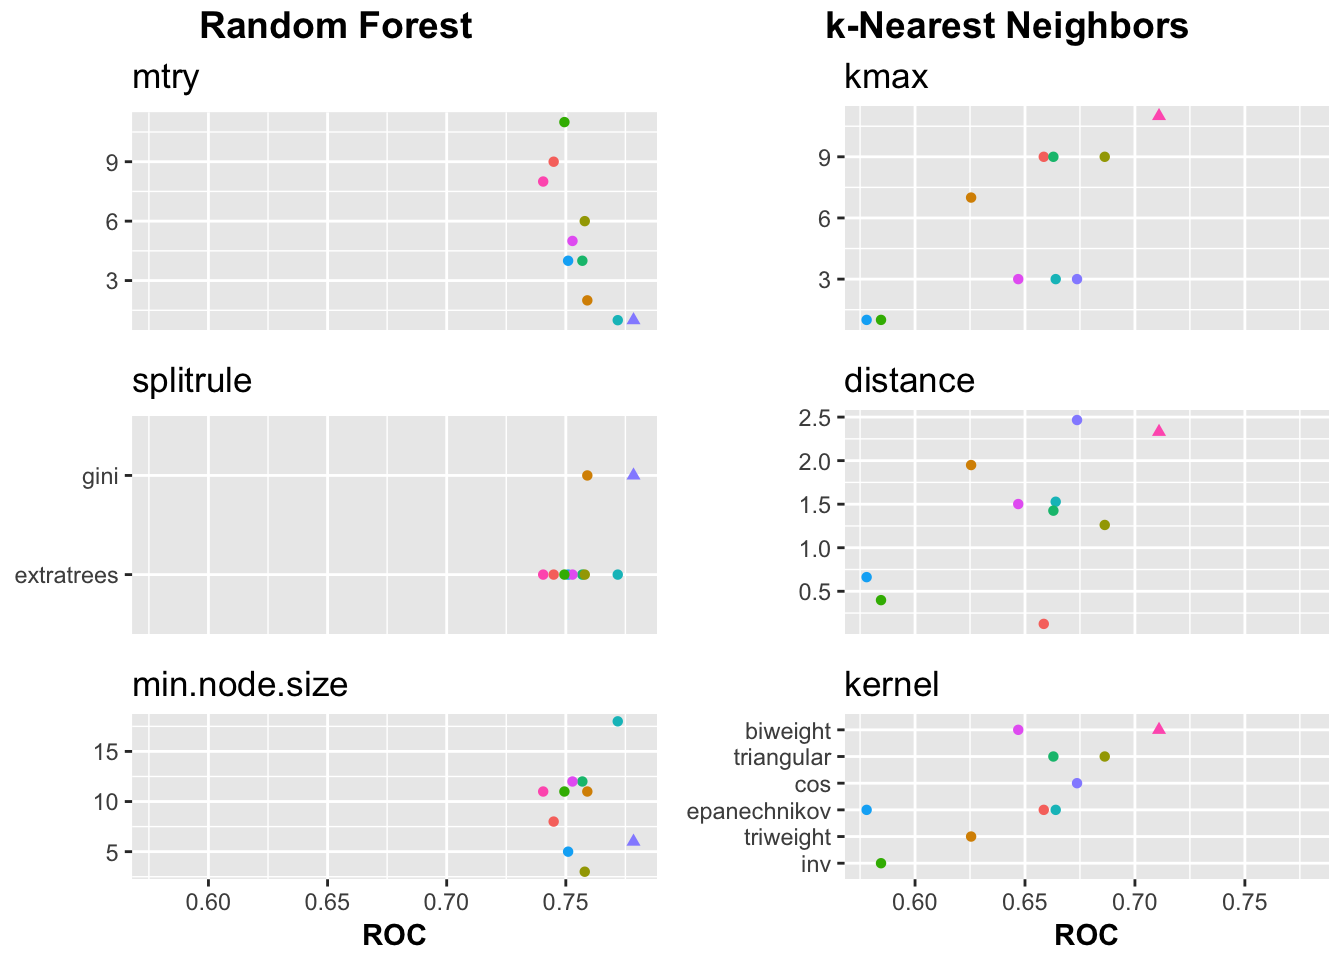 Random Forest
mtry
9
6
3
splitrule
gini
extratrees
min.node.size
15
10
5
0.60 0.65 0.70 0.75
ROC
k-Nearest Neighbors
kmax
9
6
3
distance
2.5
2.0
1.5
1.0
0.5
kernel
biweight
triangular
cos
epanechnikov
triweight
inv
0.60 0.65 0.70 0.75
ROC